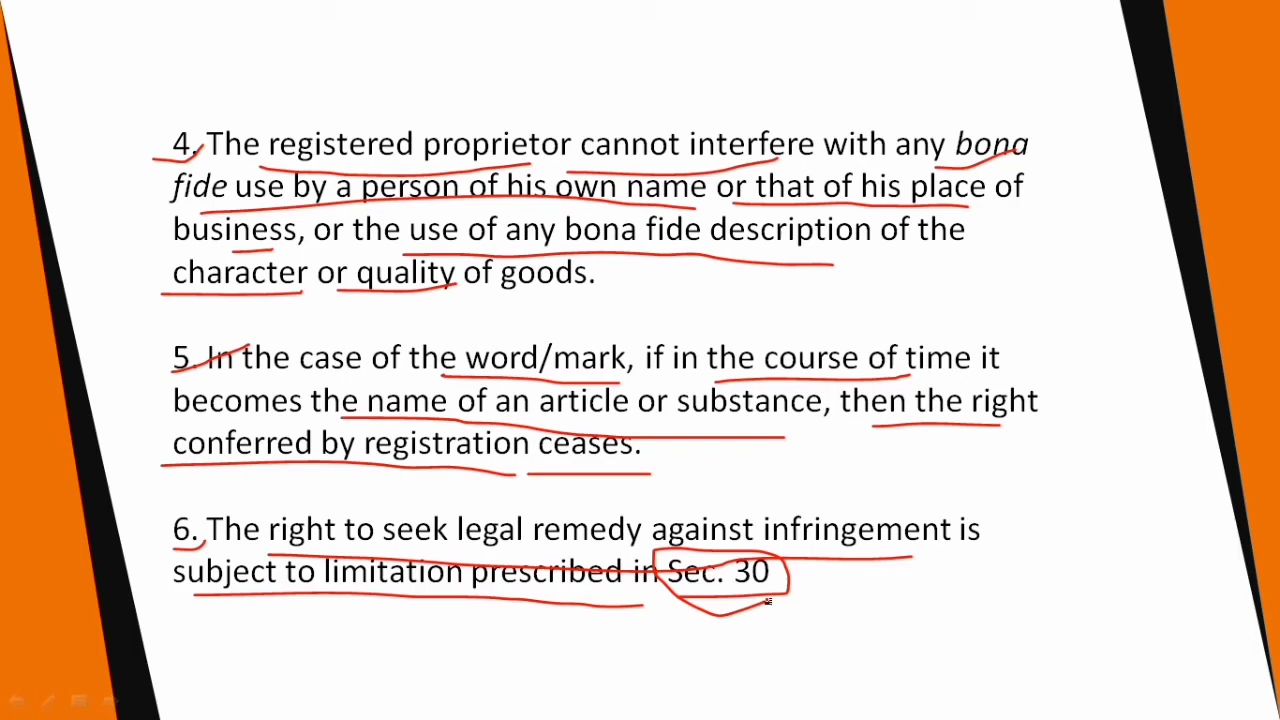 4. The registered proprietor cannot interfere with any bona
fide use by a person of his own name or that of his place of
business, or the use of any bona fide description of the
character or quality of goods.
5. In the case of the word/mark, if in the course of time it
becomes the name of an article or substance, then the right
conferred by registration ceases.
6. The right to seek legal remedy against infringement is
subject to limitation prescribed in Sec. 30